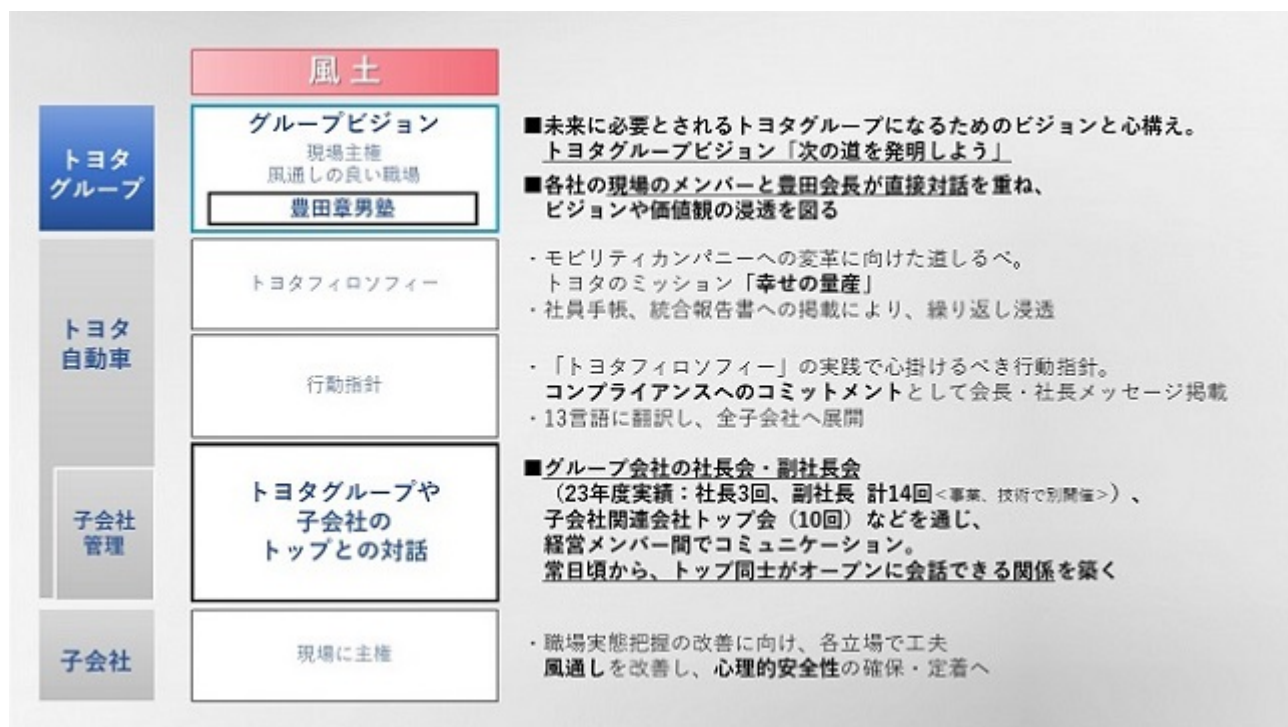 風土
トヨタ
グループ
グループビジョン
現場主権
風通しの良い職場
豊田章男塾
■未来に必要とされるトヨタグループになるためのビジョンと心構え。
トヨタグループビジョン「次の道を発明しよう」
■各社の現場のメンバーと豊田会長が直接対話を重ね、
ビジョンや価値観の浸透を図る
トヨタ
自動車
トヨタフィロソフィー
・モビリティカンパニーへの変革に向けた道しるべ。
トヨタのミッション「幸せの量産」
・社員手帳、統合報告書への掲載により、繰り返し浸透
行動指針
・「トヨタフィロソフィー」の実践で心掛けるべき行動指針。
コンプライアンスへのコミットメントとして会長・社長メッセージ掲載
・13言語に翻訳し、全子会社へ展開
子会社
管理
トヨタグループや
子会社の
トップとの対話
■グループ会社の社長会・副社長会
（23年度実績：社長3回、副社長 計14回<事業、技術で別開催>）、
子会社関連会社トップ会（10回）などを通じ、
経営メンバー間でコミュニケーション。
常日頃から、トップ同士がオープンに会話できる関係を築く
子会社
現場に主権
・職場実態把握の改善に向け、各立場で工夫
風通しを改善し、心理的安全性の確保・定着へ